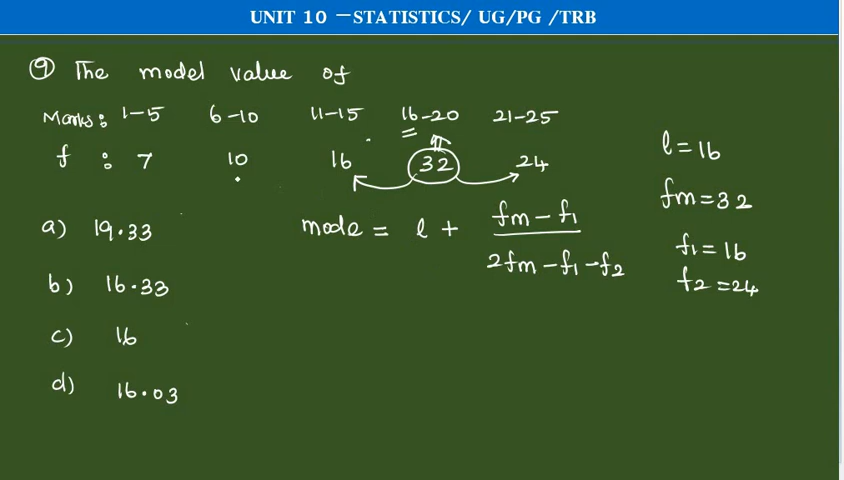 UNIT 10 –STATISTICS/ UG/PG /TRB
9 The model value of
Marks: 1-5 6-10 11-15 16-20 21-25
f : 7 10 16 32 24
a) 19.33
b) 16.33
c) 16
d) 16.03
mode = l + fm - f1
2fm - f1 - f2
l = 16
fm = 32
f1 = 16
f2 = 24